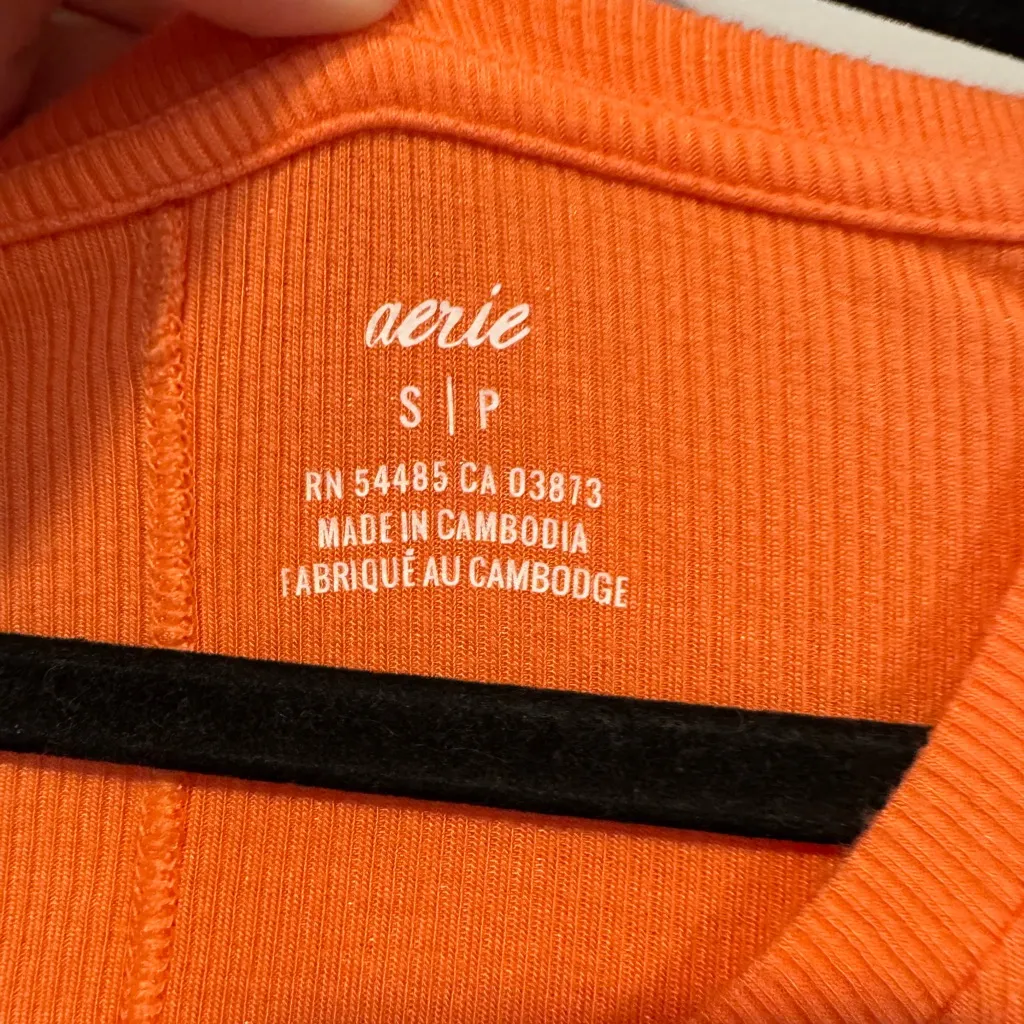 aerie
S | P
RN 54485 CA 03873
MADE IN CAMBODIA
FABRIQUÉ AU CAMBODGE